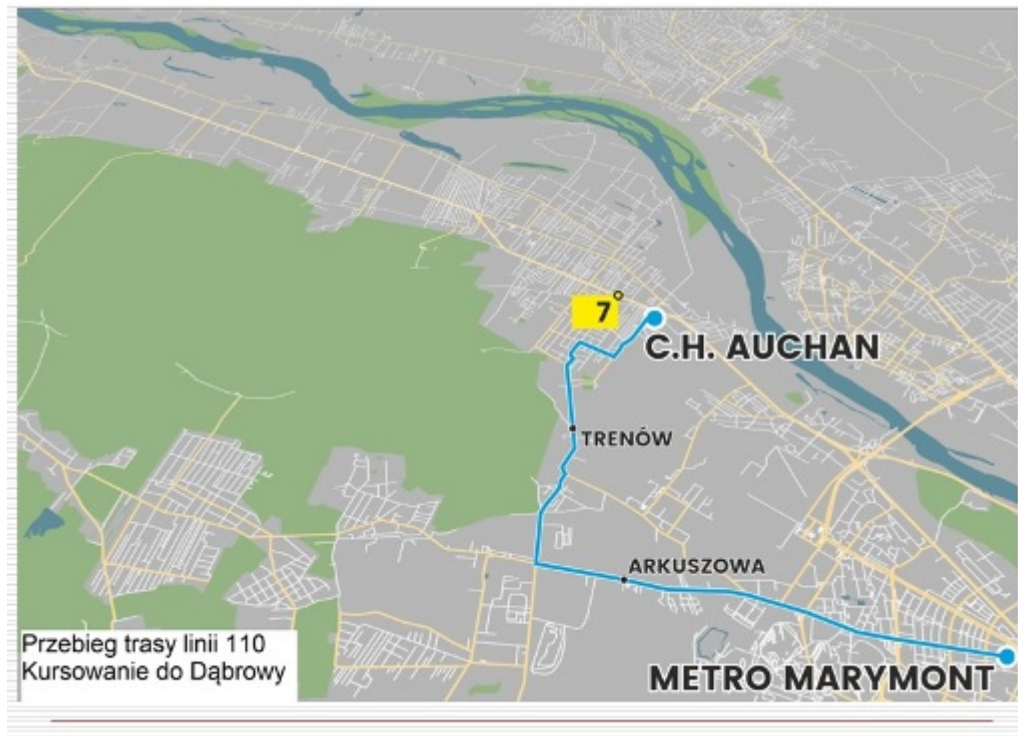 7
C.H. AUCHAN
TRENÓW
ARKUSZOWA
Przebieg trasy linii 110
Kursowanie do Dąbrowy
METRO MARYMONT